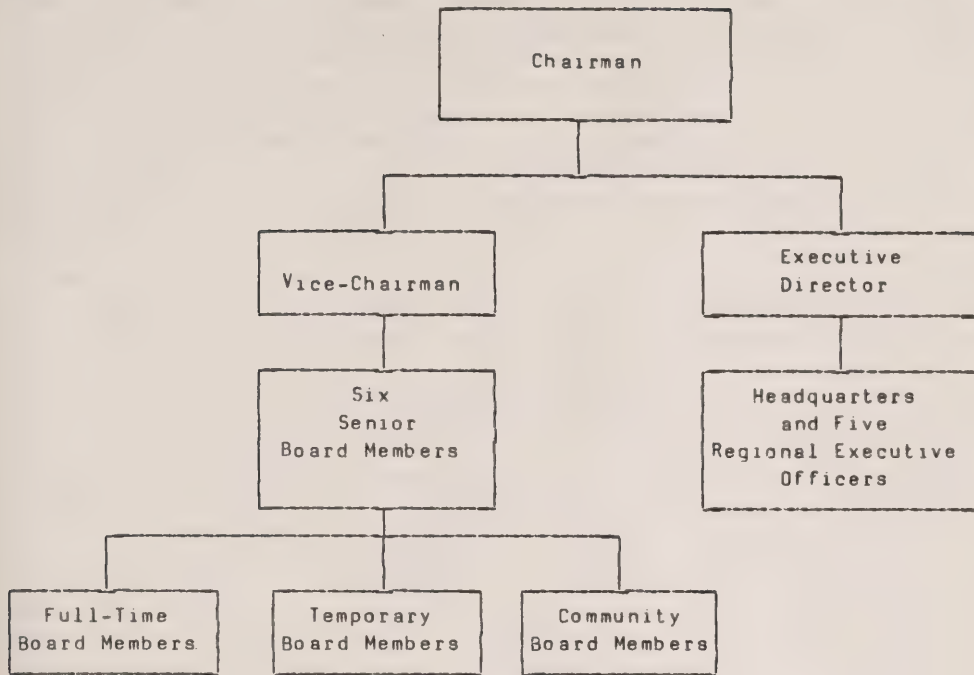 Chairman
Vice-Chairman
Executive
Director
Six
Senior
Board Members
Headquarters
and Five
Regional Executive
Officers
Full-Time
Board Members
Temporary
Board Members
Community
Board Members